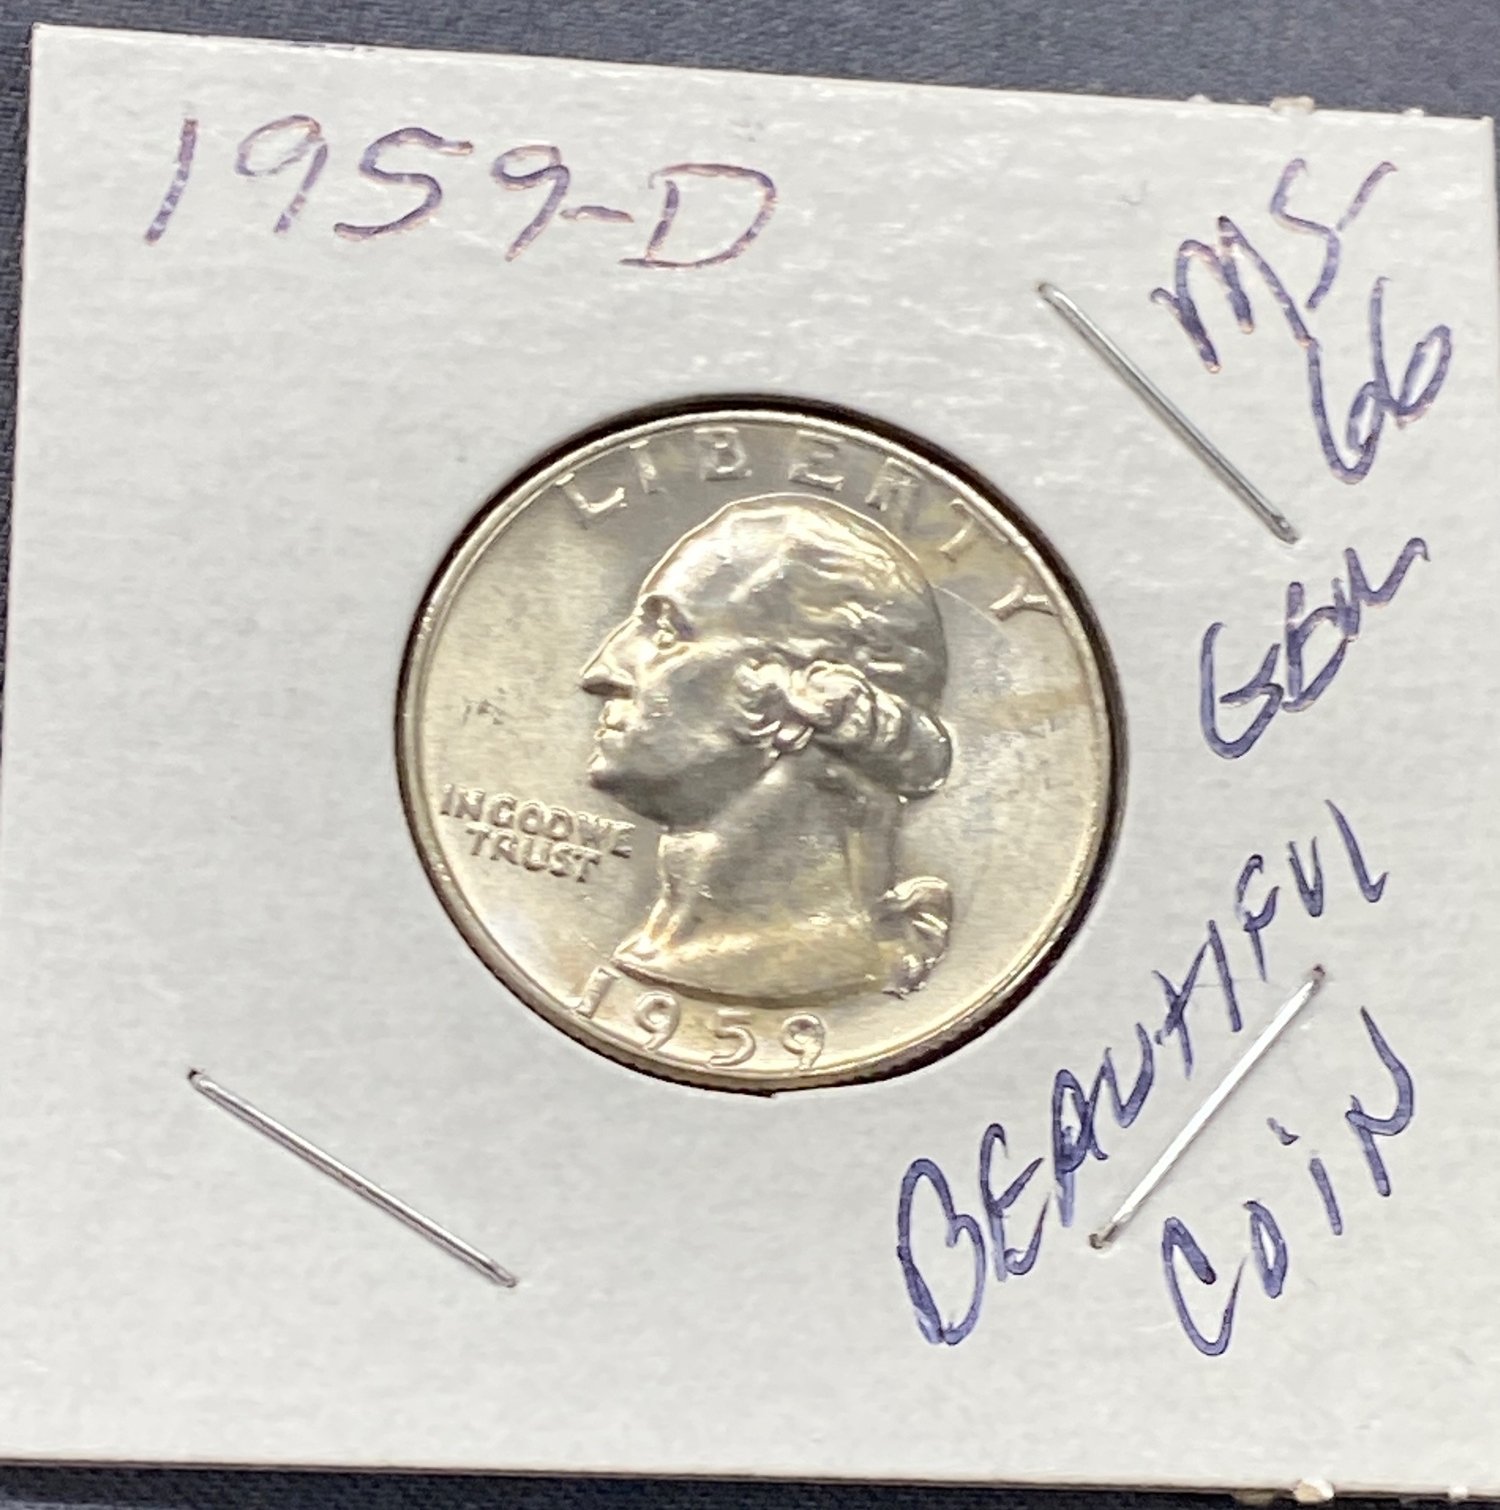 1959-D
MS
66
GEM
BEAUTIFUL
COIN
LIBERTY
IN GOD WE
TRUST
1959